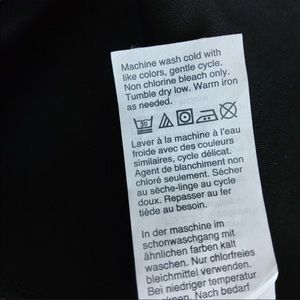 Machine wash cold with
like colors, gentle cycle.
Non chlorine bleach only.
Tumble dry low. Warm iron
as needed.
30
Laver à la machine à l'eau
froide avec des couleurs
similaires, cycle délicat.
Agent de blanchiment non
chloré seulement. Sécher
au sèche-linge au cycle
doux. Repasser au fer
tiède au besoin.
In der maschine im
schonwaschgang mit
ähnlichen farben kalt
waschen. Nur chlorfreies
bleichmittel verwenden.
Bei niedriger temperatur
Nach bedarf